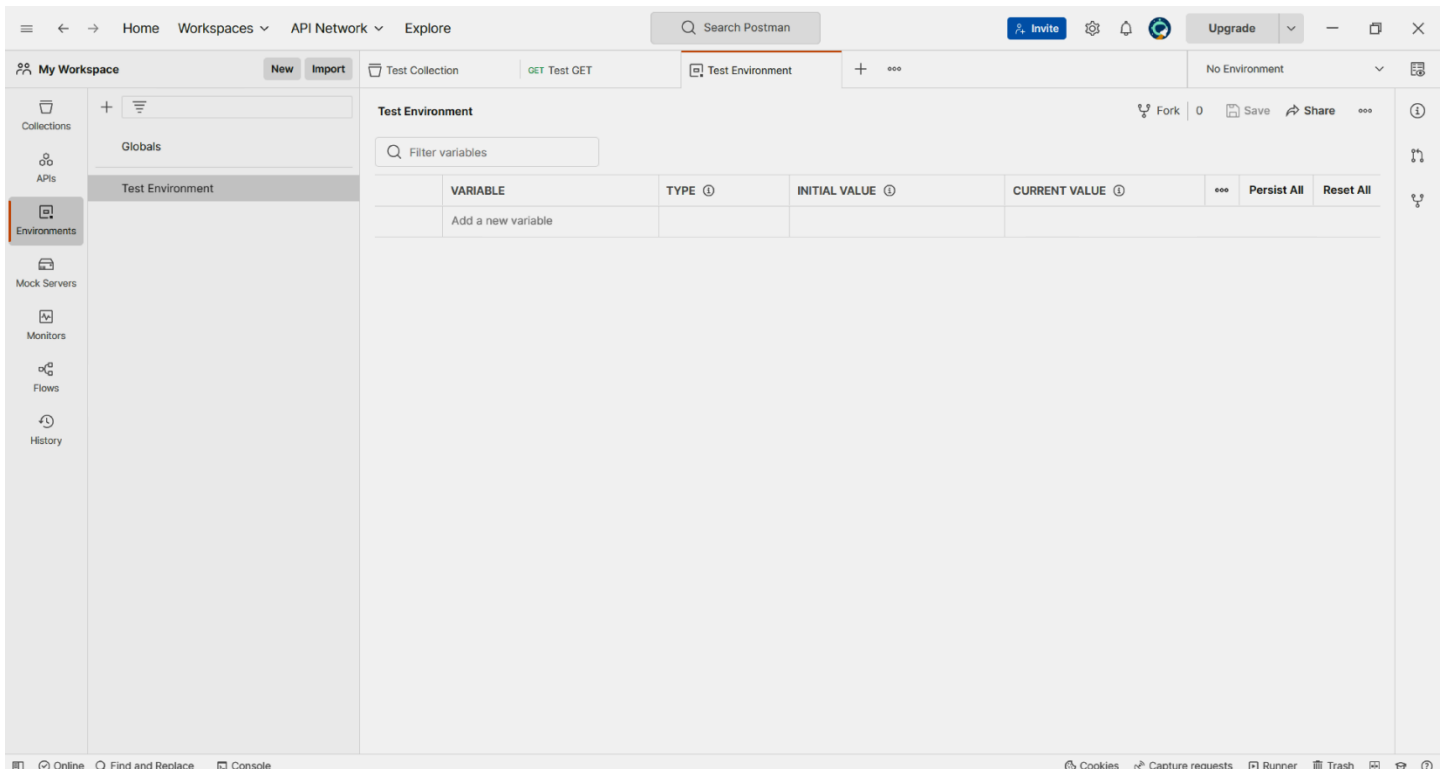 Home Workspaces API Network Explore Search Postman Invite Upgrade
My Workspace New Import Test Collection GET Test GET Test Environment No Environment
Collections
APIs
Environments
Mock Servers
Monitors
Flows
History
Globals
Test Environment
Test Environment Fork 0 Save Share
Filter variables
VARIABLE TYPE INITIAL VALUE CURRENT VALUE Persist All Reset All
Add a new variable
Online Find and Replace Console Cookies Capture requests Runner Trash